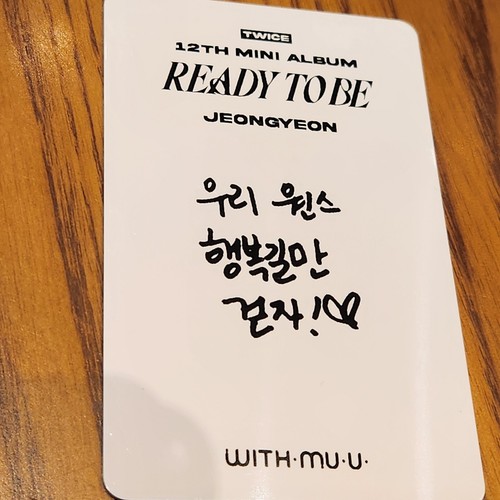 TWICE
12TH MINI ALBUM
READY TO BE
JEONGYEON
우리 원스
행복길만
걷자!♡
WITH·MU·U·